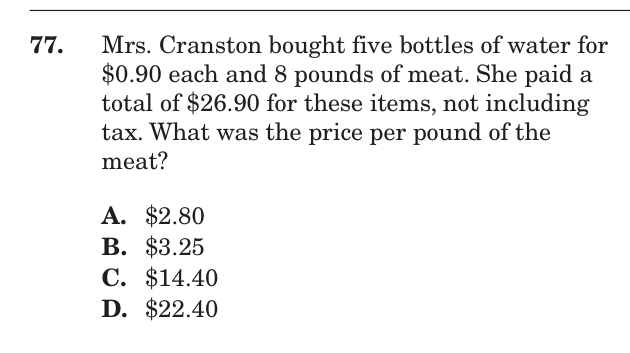 77. Mrs. Cranston bought five bottles of water for
$0.90 each and 8 pounds of meat. She paid a
total of $26.90 for these items, not including
tax. What was the price per pound of the
meat?
A. $2.80
B. $3.25
C. $14.40
D. $22.40